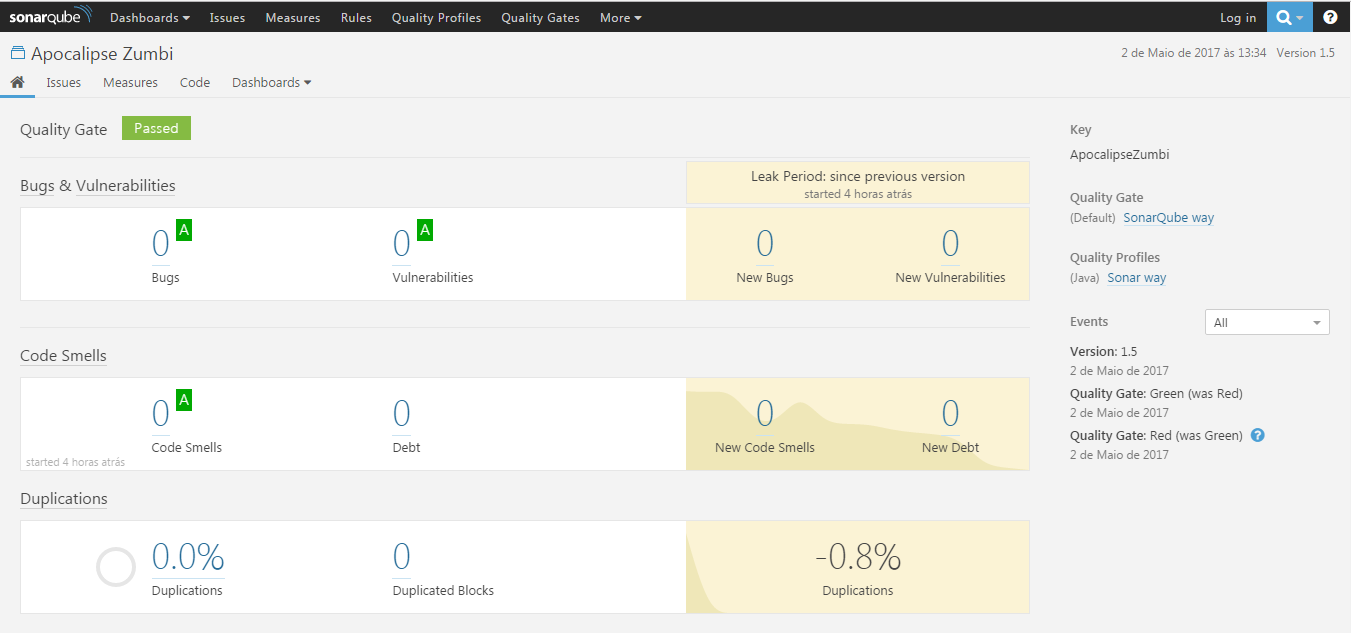 sonarqube Dashboards Issues Measures Rules Quality Profiles Quality Gates More Log in ?
Apocalipse Zumbi 2 de Maio de 2017 às 13:34 Version 1.5
Issues Measures Code Dashboards
Quality Gate Passed
Bugs & Vulnerabilities
Leak Period: since previous version
started 4 horas atrás
0 A 0 A 0 0
Bugs Vulnerabilities New Bugs New Vulnerabilities
Code Smells
0 A 0 0 0
Code Smells Debt New Code Smells New Debt
started 4 horas atrás
Duplications
0.0% 0 -0.8%
Duplications Duplicated Blocks Duplications
Key
ApocalipseZumbi
Quality Gate
(Default) SonarQube way
Quality Profiles
(Java) Sonar way
Events All
Version: 1.5
2 de Maio de 2017
Quality Gate: Green (was Red)
2 de Maio de 2017
Quality Gate: Red (was Green) ?
2 de Maio de 2017